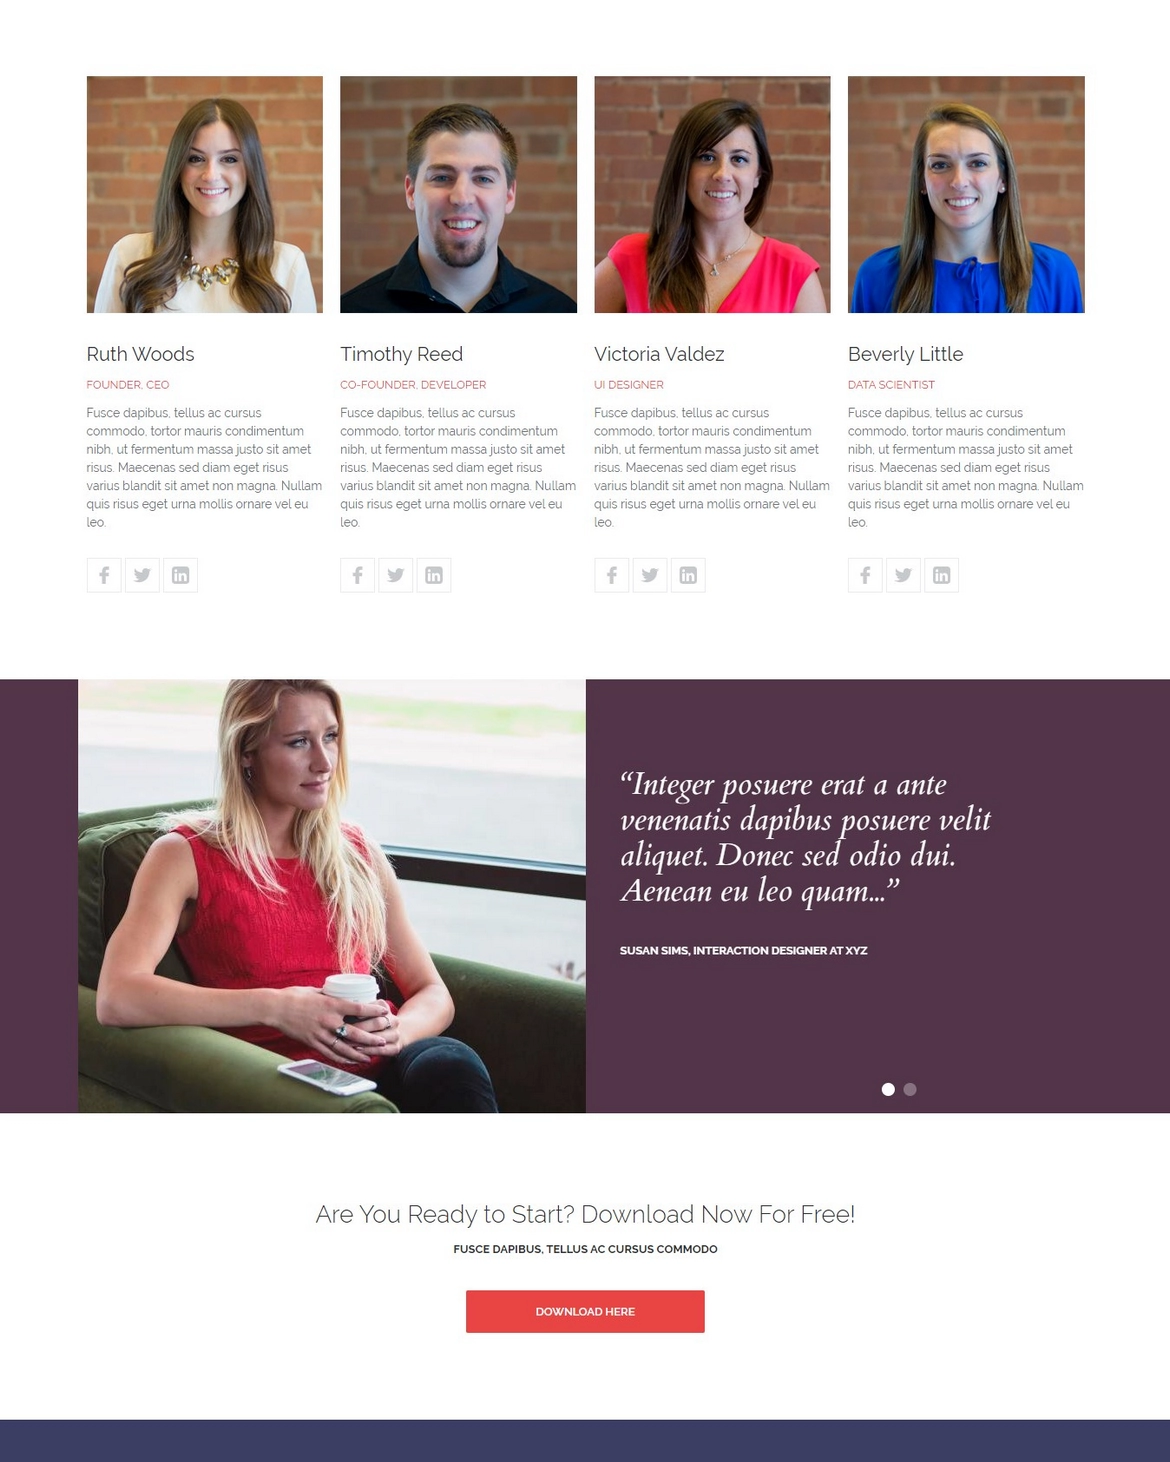 Ruth Woods
FOUNDER, CEO
Fusce dapibus, tellus ac cursus
commodo, tortor mauris condimentum
nibh, ut fermentum massa justo sit amet
risus. Maecenas sed diam eget risus
varius blandit sit amet non magna. Nullam
quis risus eget urna mollis ornare vel eu
leo.
Timothy Reed
CO-FOUNDER, DEVELOPER
Fusce dapibus, tellus ac cursus
commodo, tortor mauris condimentum
nibh, ut fermentum massa justo sit amet
risus. Maecenas sed diam eget risus
varius blandit sit amet non magna. Nullam
quis risus eget urna mollis ornare vel eu
leo.
Victoria Valdez
UI DESIGNER
Fusce dapibus, tellus ac cursus
commodo, tortor mauris condimentum
nibh, ut fermentum massa justo sit amet
risus. Maecenas sed diam eget risus
varius blandit sit amet non magna. Nullam
quis risus eget urna mollis ornare vel eu
leo.
Beverly Little
DATA SCIENTIST
Fusce dapibus, tellus ac cursus
commodo, tortor mauris condimentum
nibh, ut fermentum massa justo sit amet
risus. Maecenas sed diam eget risus
varius blandit sit amet non magna. Nullam
quis risus eget urna mollis ornare vel eu
leo.
“Integer posuere erat a ante
venenatis dapibus posuere velit
aliquet. Donec sed odio dui.
Aenean eu leo quam...”
SUSAN SIMS, INTERACTION DESIGNER AT XYZ
Are You Ready to Start? Download Now For Free!
FUSCE DAPIBUS, TELLUS AC CURSUS COMMODO
DOWNLOAD HERE